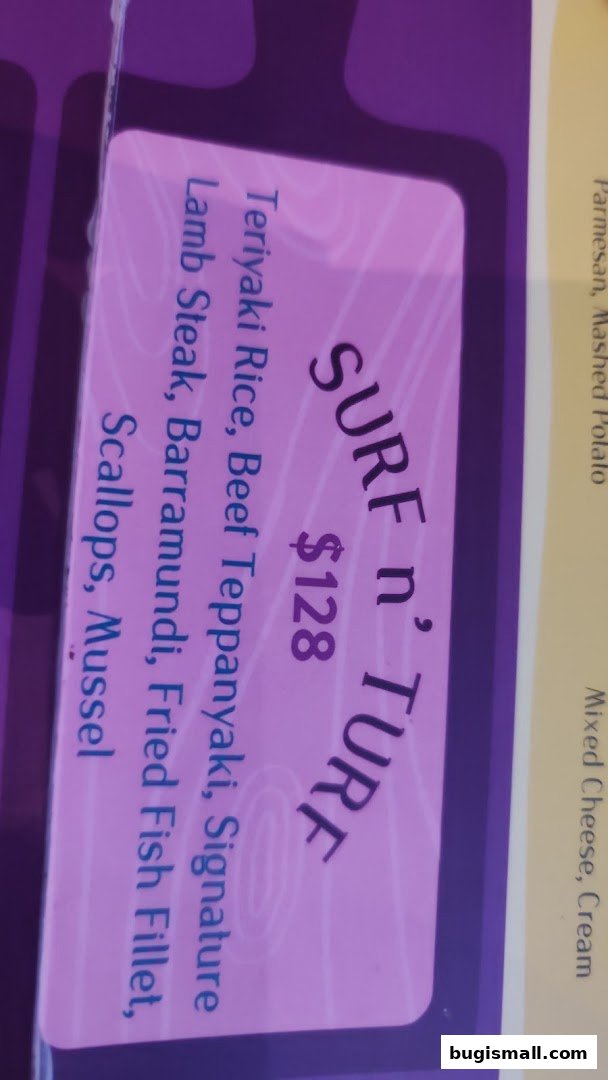 SURF n' TURF
$128
Teriyaki Rice, Beef Teppanyaki, Signature
Lamb Steak, Barramundi, Fried Fish Fillet,
Scallops, Mussel
Parmesan, Mashed Potato
Mixed Cheese, Cream
bugismall.com